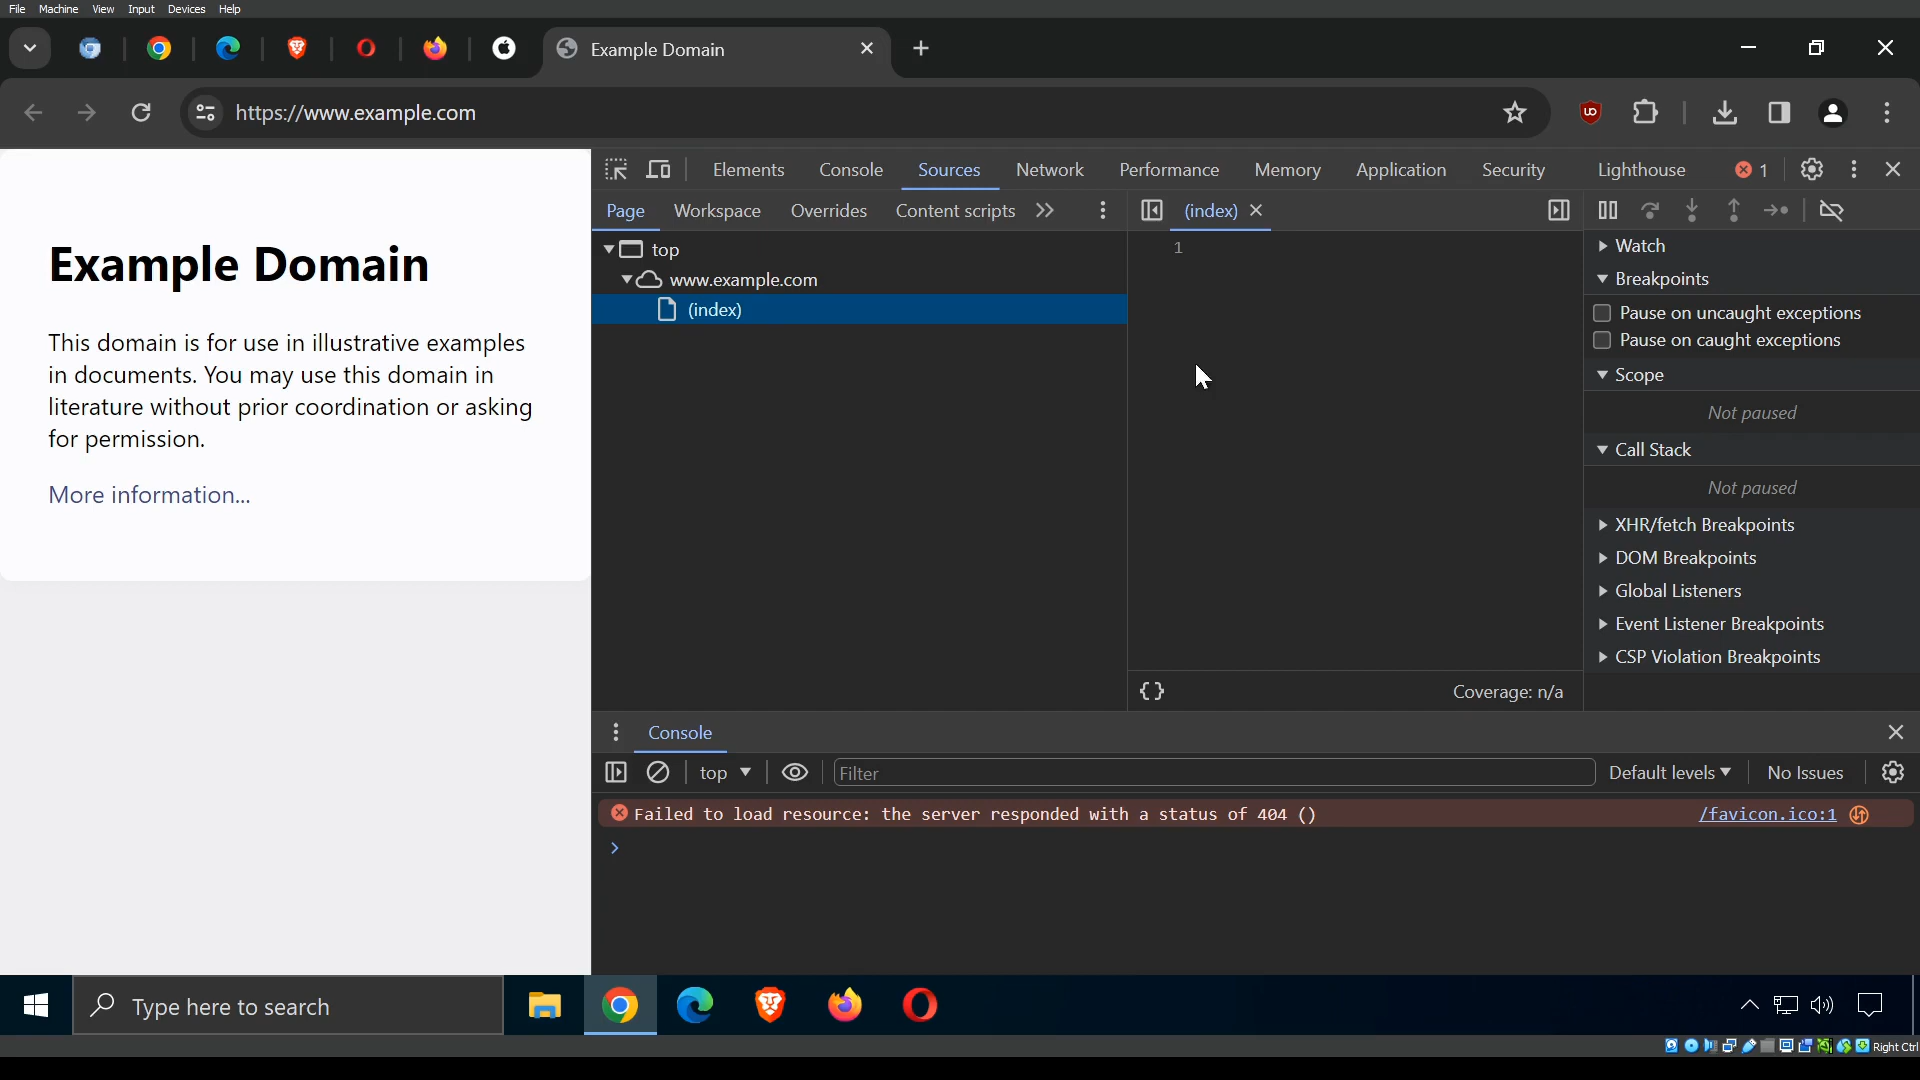 File Machine View Input Devices Help
Example Domain
https://www.example.com
Elements Console Sources Network Performance Memory Application Security Lighthouse 1
Page Workspace Overrides Content scripts (index)
top
www.example.com
(index)
1
Watch
Breakpoints
Pause on uncaught exceptions
Pause on caught exceptions
Scope
Not paused
Call Stack
Not paused
XHR/fetch Breakpoints
DOM Breakpoints
Global Listeners
Event Listener Breakpoints
CSP Violation Breakpoints
{} Coverage: n/a
Example Domain
This domain is for use in illustrative examples
in documents. You may use this domain in
literature without prior coordination or asking
for permission.
More information...
Console
top Filter Default levels No Issues
Failed to load resource: the server responded with a status of 404 () /favicon.ico:1
Type here to search
Right Ctrl